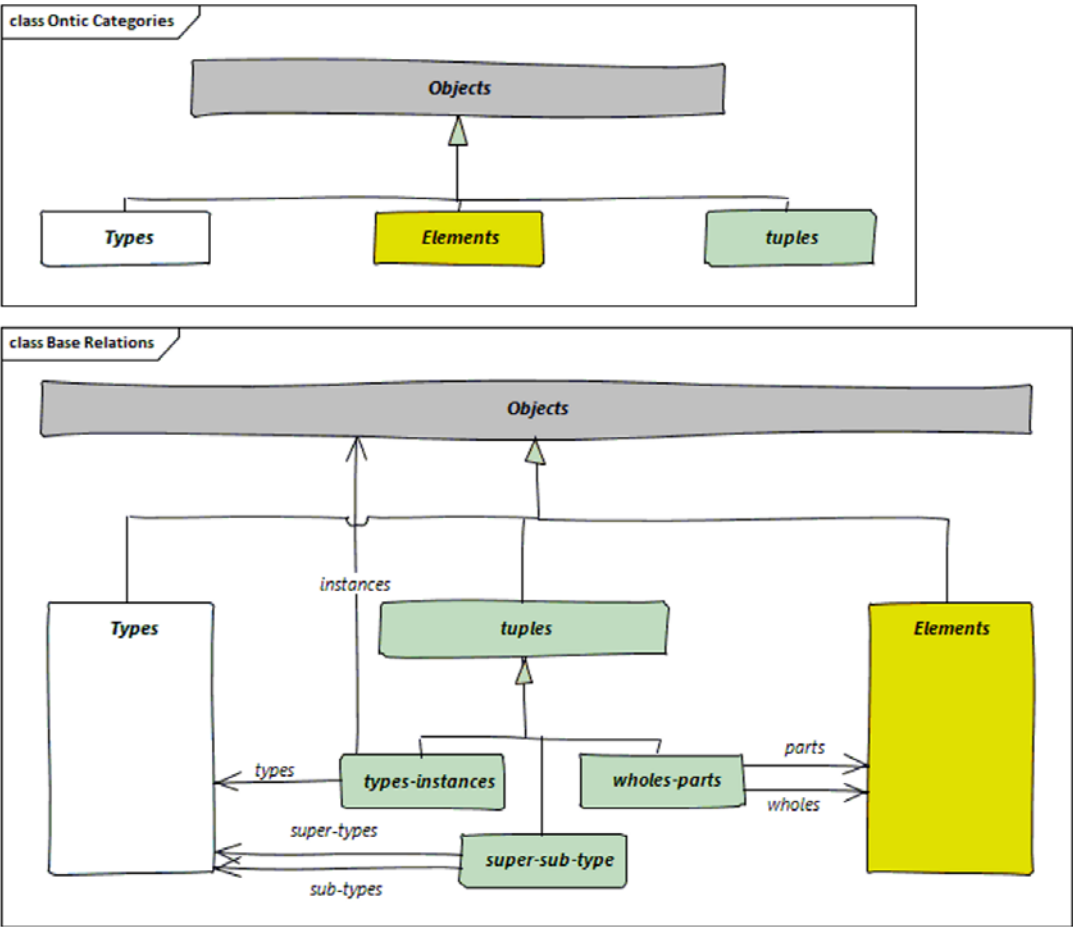 class Ontic Categories
Objects
Types
Elements
tuples
class Base Relations
Objects
instances
Types
tuples
Elements
types
types-instances
wholes-parts
parts
wholes
super-types
super-sub-type
sub-types